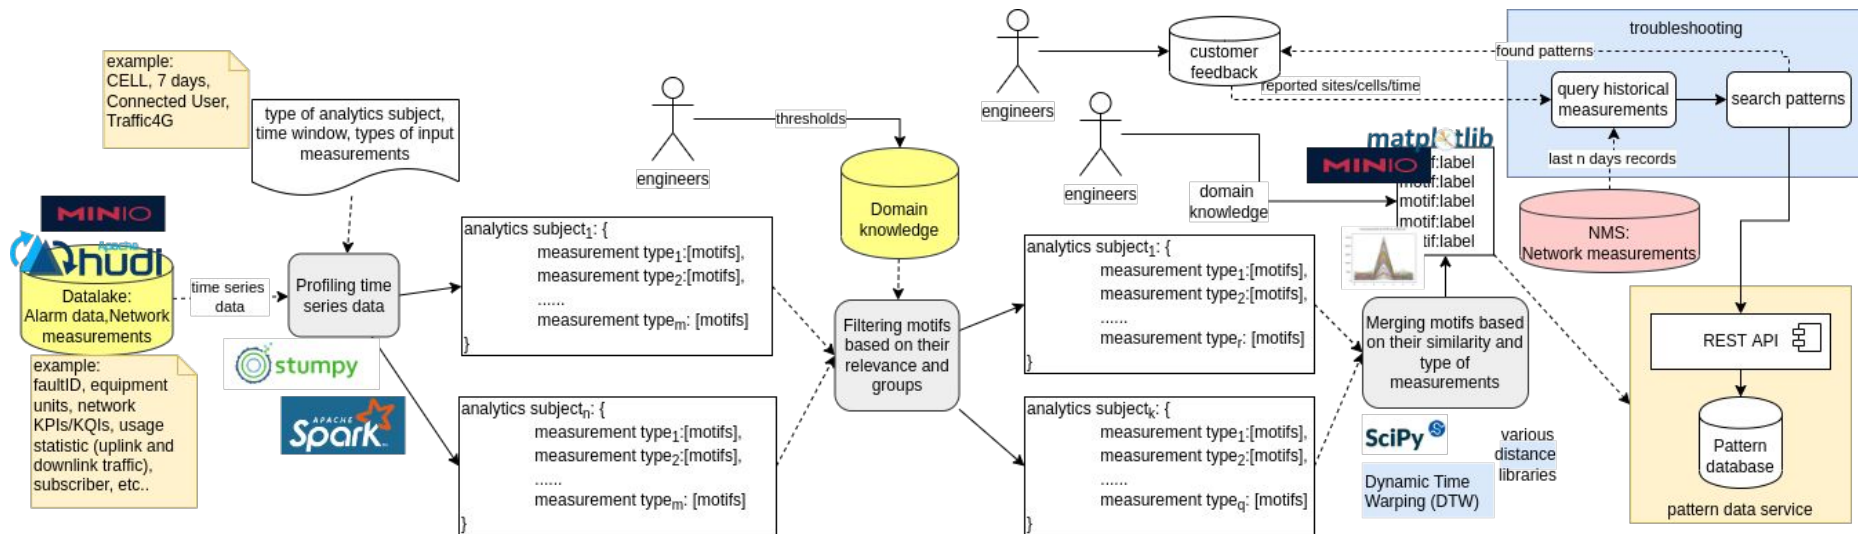 example:
CELL, 7 days,
Connected User,
Traffic4G
type of analytics subject,
time window, types of input
measurements
MINIO
Apache
hudi
Datalake:
Alarm data,Network
measurements
example:
faultID, equipment
units, network
KPIs/KQIs, usage
statistic (uplink and
downlink traffic),
subscriber, etc..
time series
data
Profiling time
series data
stumpy
APACHE
Spark
analytics subject1: {
measurement type1:[motifs],
measurement type2:[motifs],
......
measurement typem: [motifs]
}
analytics subjectn: {
measurement type1:[motifs],
measurement type2:[motifs],
......
measurement typem: [motifs]
}
engineers
thresholds
Domain
knowledge
Filtering motifs
based on their
relevance and
groups
analytics subject1: {
measurement type1:[motifs],
measurement type2:[motifs],
......
measurement typer: [motifs]
}
analytics subjectk: {
measurement type1:[motifs],
measurement type2:[motifs],
......
measurement typeq: [motifs]
}
engineers
customer
feedback
engineers
domain
knowledge
matplotlib
MINIO
motif:label
motif:label
motif:label
motif:label
Merging motifs based
on their similarity and
type of
measurements
SciPy
Dynamic Time
Warping (DTW)
various
distance
libraries
troubleshooting
found patterns
reported sites/cells/time
query historical
measurements
search patterns
last n days records
NMS:
Network measurements
REST API
Pattern
database
pattern data service